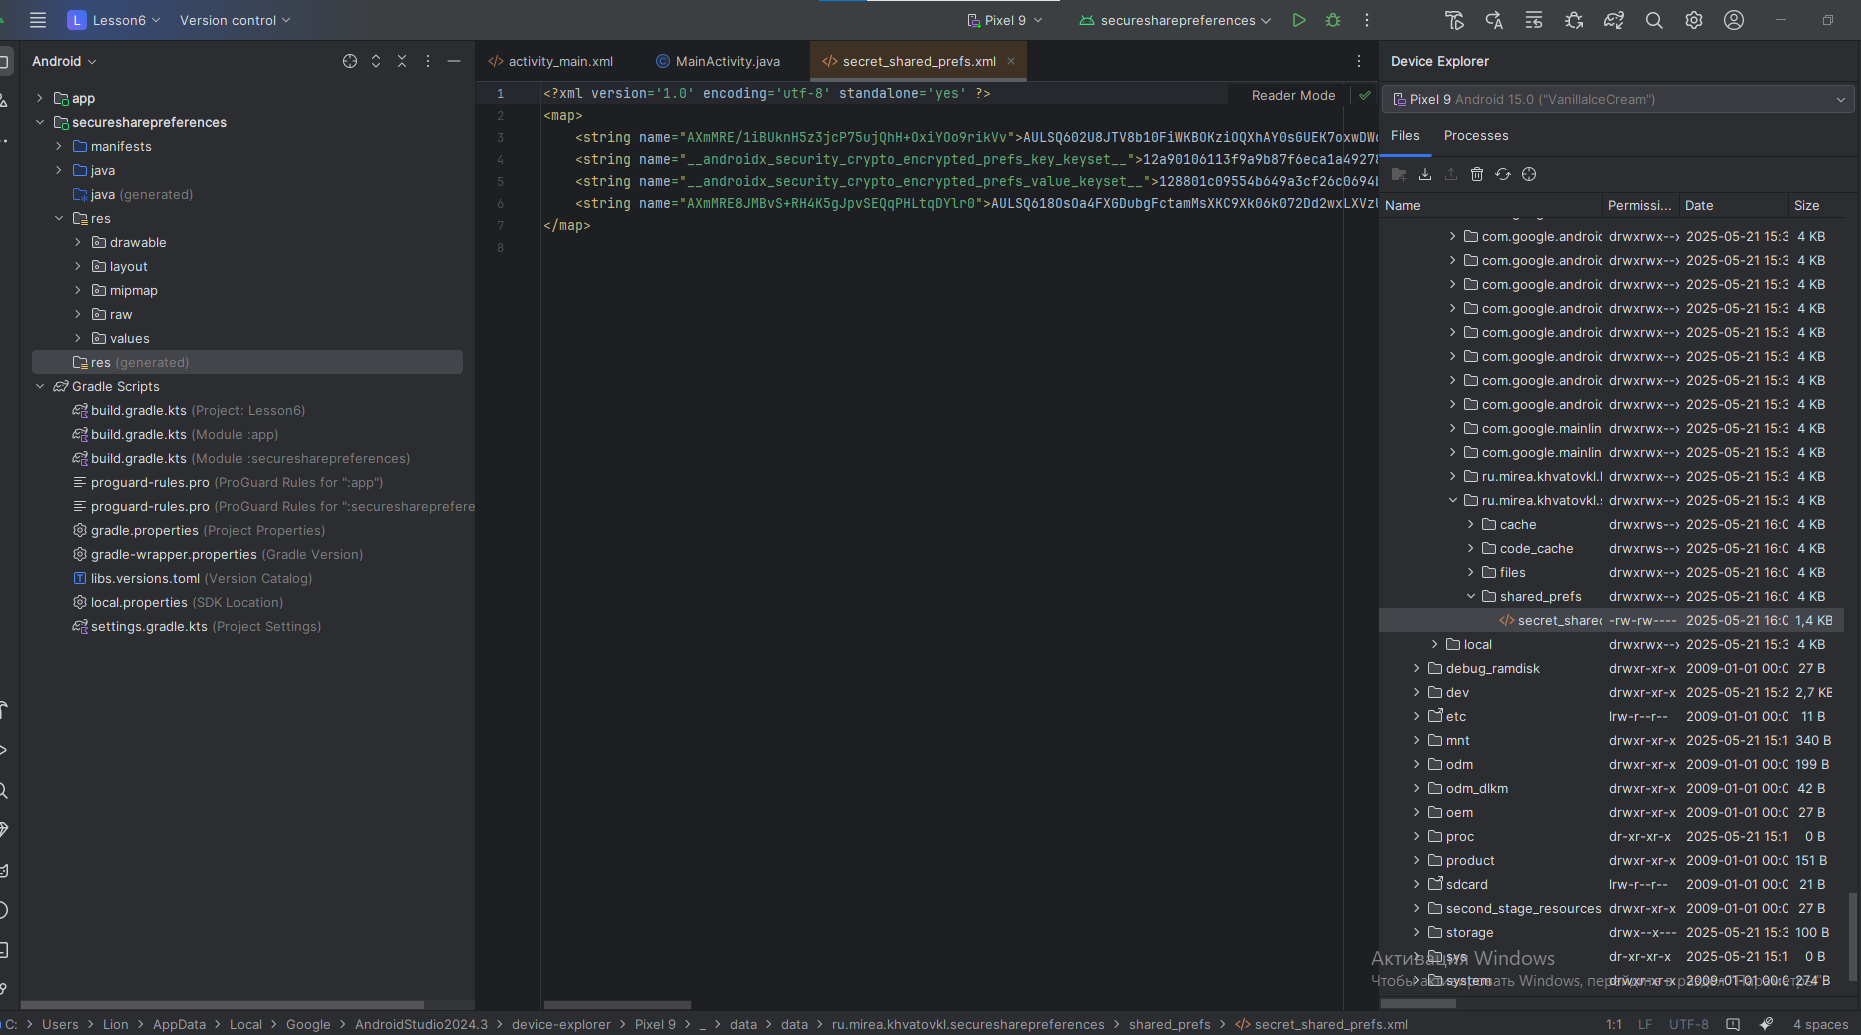 L Lesson6 Version control Pixel 9 securesharepreferences
Android
app
securesharepreferences
manifests
java
java (generated)
res
drawable
layout
mipmap
raw
values
res (generated)
Gradle Scripts
build.gradle.kts (Project: Lesson6)
build.gradle.kts (Module :app)
build.gradle.kts (Module :securesharepreferences)
proguard-rules.pro (ProGuard Rules for ":app")
proguard-rules.pro (ProGuard Rules for ":secureshareprefere
gradle.properties (Project Properties)
gradle-wrapper.properties (Gradle Version)
libs.versions.toml (Version Catalog)
local.properties (SDK Location)
settings.gradle.kts (Project Settings)
activity_main.xml MainActivity.java secret_shared_prefs.xml
Reader Mode
1 <?xml version='1.0' encoding='utf-8' standalone='yes' ?>
2 <map>
3 <string name="AXmMRE/1iBUknH5z3jcP75ujQhH+OxiYOo9rikVv">AULSQ602U8JTV8b10FiWKBOKziOQXhAY0sGUEK7oxwDW
4 <string name="__androidx_security_crypto_encrypted_prefs_key_keyset__">12a90106113f9a9b87f6eca1a49278
5 <string name="__androidx_security_crypto_encrypted_prefs_value_keyset__">128801c09554b649a3cf26c0694b
6 <string name="AXmMRE8JMBvS+RH4K5gJpvSEQqPHLtqDYlr0">AULSQ618OsOa4FXGDubgFctamMsXKC9Xk06k072Dd2wxLXVz
7 </map>
8
Device Explorer
Pixel 9 Android 15.0 ("VanillaIceCream")
Files Processes
Name Permissi... Date Size
com.google.android drwxrwx--x 2025-05-21 15:3 4 KB
com.google.android drwxrwx--x 2025-05-21 15:3 4 KB
com.google.android drwxrwx--x 2025-05-21 15:3 4 KB
com.google.android drwxrwx--x 2025-05-21 15:3 4 KB
com.google.android drwxrwx--x 2025-05-21 15:3 4 KB
com.google.android drwxrwx--x 2025-05-21 15:3 4 KB
com.google.android drwxrwx--x 2025-05-21 15:3 4 KB
com.google.android drwxrwx--x 2025-05-21 15:3 4 KB
com.google.mainlin drwxrwx--x 2025-05-21 15:3 4 KB
com.google.mainlin drwxrwx--x 2025-05-21 15:3 4 KB
ru.mirea.khvatovkl.l drwxrwx--x 2025-05-21 15:3 4 KB
ru.mirea.khvatovkl.s drwxrwx--x 2025-05-21 16:0 4 KB
cache drwxrws--x 2025-05-21 16:0 4 KB
code_cache drwxrws--x 2025-05-21 16:0 4 KB
files drwxrwx--x 2025-05-21 16:0 4 KB
shared_prefs drwxrwx--x 2025-05-21 16:0 4 KB
secret_shared -rw-rw---- 2025-05-21 16:0 1,4 KB
local drwxrwx--x 2025-05-21 15:3 4 KB
debug_ramdisk drwxr-xr-x 2009-01-01 00:0 27 B
dev drwxr-xr-x 2025-05-21 15:2 2,7 KB
etc lrw-r--r-- 2009-01-01 00:0 11 B
mnt drwxr-xr-x 2025-05-21 15:1 340 B
odm drwxr-xr-x 2009-01-01 00:0 199 B
odm_dlkm drwxr-xr-x 2009-01-01 00:0 42 B
oem drwxr-xr-x 2009-01-01 00:0 27 B
proc dr-xr-xr-x 2025-05-21 15:1 0 B
product drwxr-xr-x 2009-01-01 00:0 151 B
sdcard lrw-r--r-- 2009-01-01 00:0 21 B
second_stage_resources drwxr-xr-x 2009-01-01 00:0 27 B
storage drwx--x--- 2025-05-21 15:3 100 B
sys dr-xr-xr-x 2025-05-21 15:1 0 B
system drwxr-xr-x 2009-01-01 00:0 274 B
Активация Windows
Чтобы активировать Windows, перейдите в раздел "Параметры".
C: Users Lion AppData Local Google AndroidStudio2024.3 device-explorer Pixel 9 _ data data ru.mirea.khvatovkl.securesharepreferences shared_prefs secret_shared_prefs.xml 1:1 LF UTF-8 4 spaces